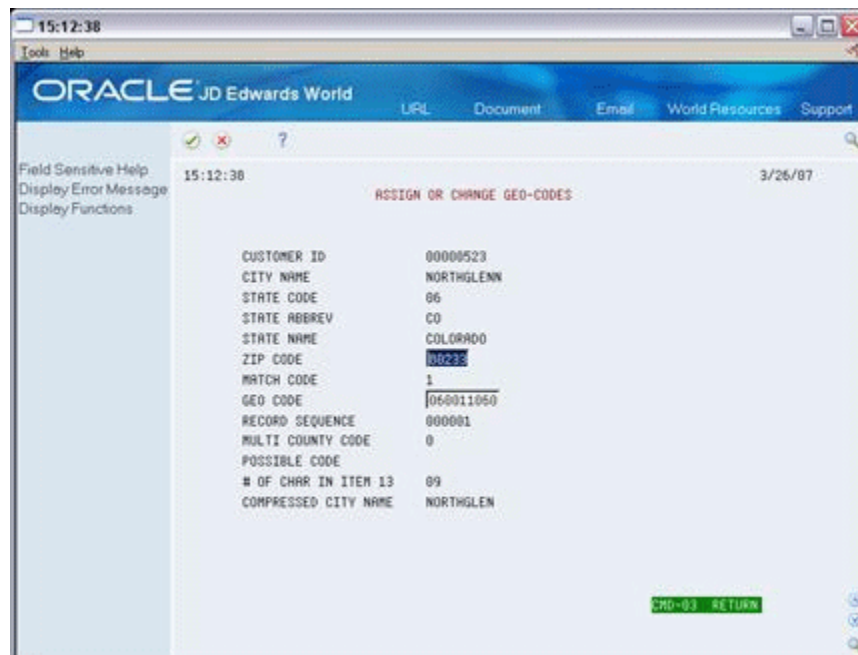 15:12:38
Tools Help
ORACLE JD Edwards World
URL Document Email World Resources Support
?
Field Sensitive Help
Display Error Message
Display Functions
15:12:38 3/26/07
ASSIGN OR CHANGE GEO-CODES
CUSTOMER ID 00000523
CITY NAME NORTHGLENN
STATE CODE 06
STATE ABBREV CO
STATE NAME COLORADO
ZIP CODE 80233
MATCH CODE 1
GEO CODE 060011060
RECORD SEQUENCE 000001
MULTI COUNTY CODE 0
POSSIBLE CODE
# OF CHAR IN ITEM 13 09
COMPRESSED CITY NAME NORTHGLEN
CMD-03 RETURN